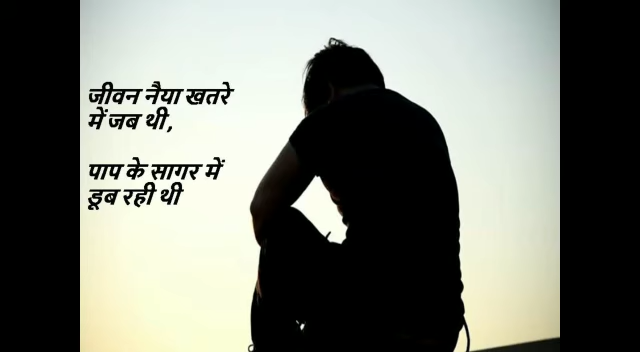 जीवन नैया खतरे
में जब थी,
पाप के सागर में
डूब रही थी